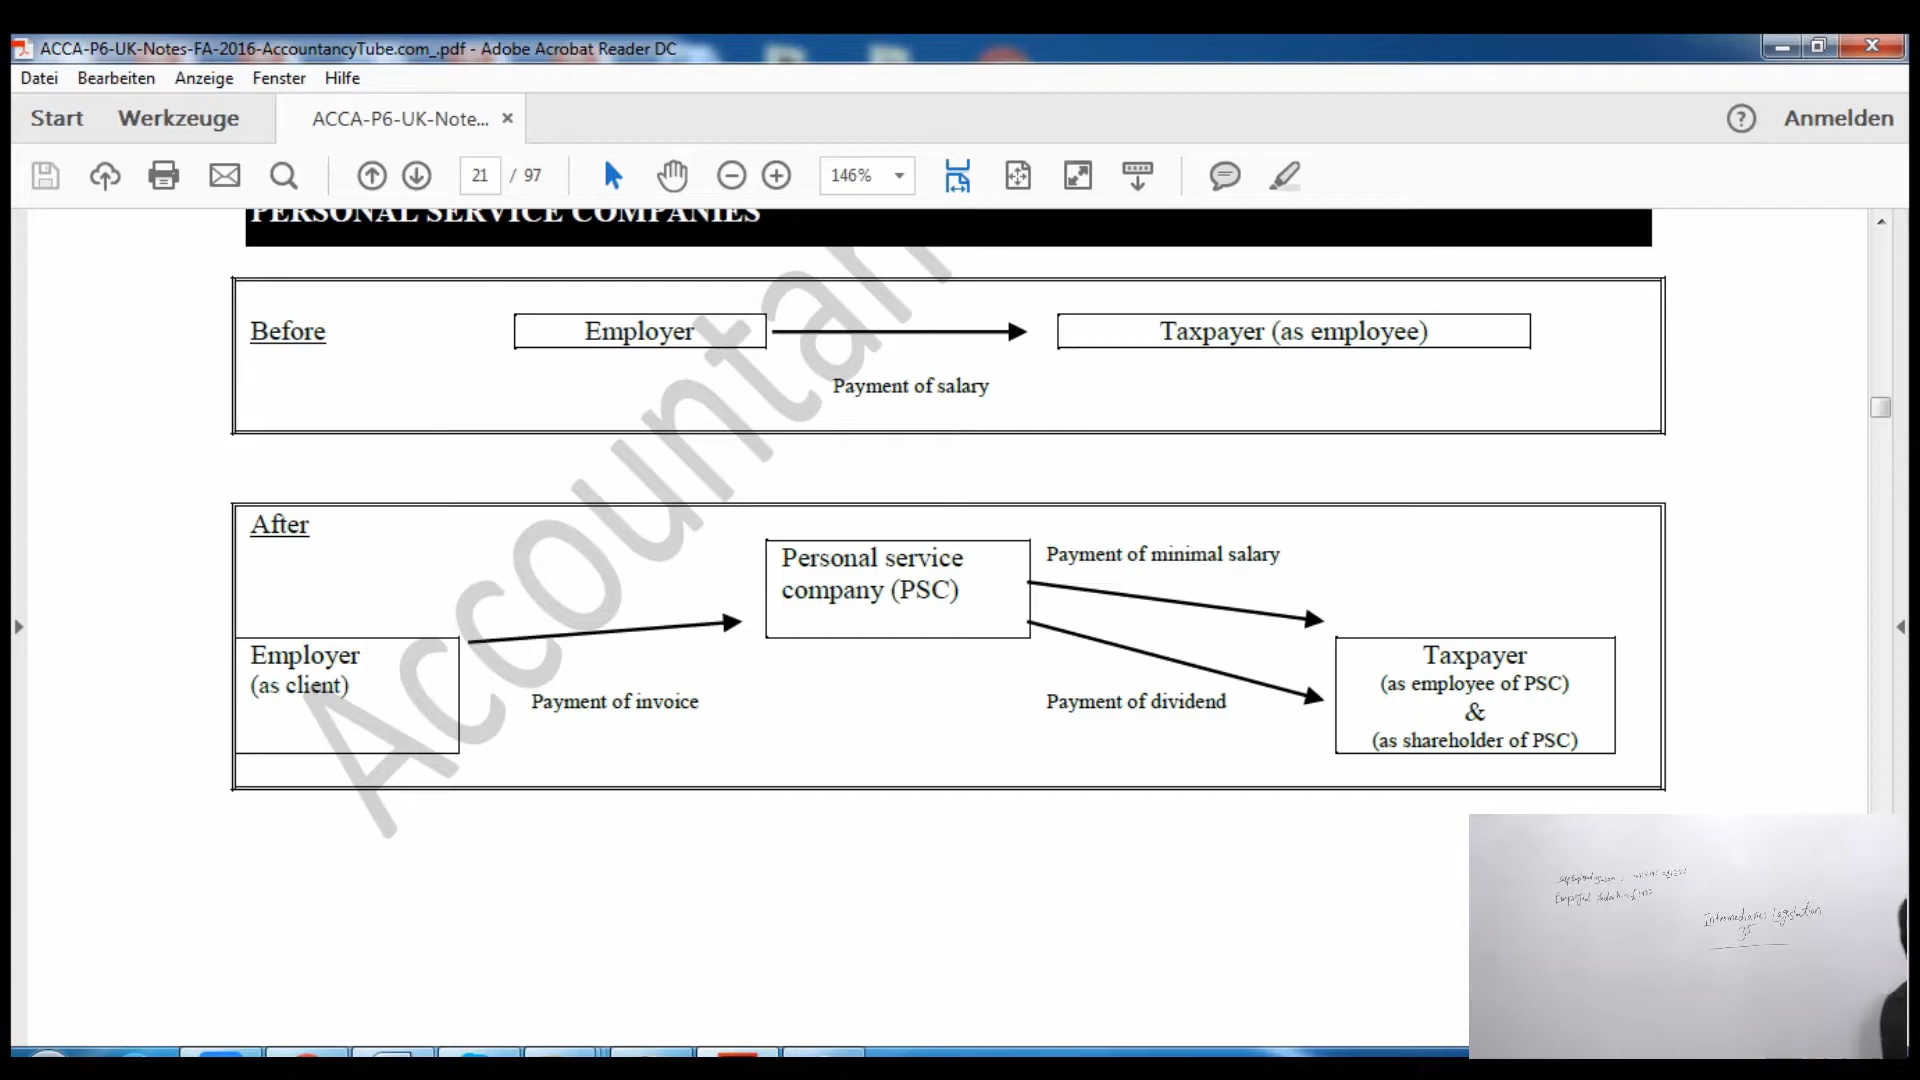 ACCA-P6-UK-Notes-FA-2016-AccountancyTube.com_.pdf - Adobe Acrobat Reader DC
Datei Bearbeiten Anzeige Fenster Hilfe
Start Werkzeuge ACCA-P6-UK-Note... × ? Anmelden
21 / 97 146%
PERSONAL SERVICE COMPANIES
Before Employer Taxpayer (as employee)
Payment of salary
After
Personal service
company (PSC)
Payment of minimal salary
Employer
(as client)
Payment of invoice
Payment of dividend
Taxpayer
(as employee of PSC)
&
(as shareholder of PSC)
Accountan
Intermediaries legislation
35